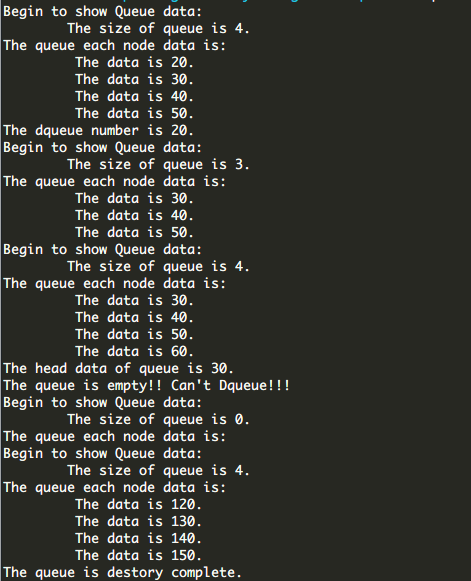 Begin to show Queue data:
The size of queue is 4.
The queue each node data is:
The data is 20.
The data is 30.
The data is 40.
The data is 50.
The dqueue number is 20.
Begin to show Queue data:
The size of queue is 3.
The queue each node data is:
The data is 30.
The data is 40.
The data is 50.
Begin to show Queue data:
The size of queue is 4.
The queue each node data is:
The data is 30.
The data is 40.
The data is 50.
The data is 60.
The head data of queue is 30.
The queue is empty!! Can't Dqueue!!!
Begin to show Queue data:
The size of queue is 0.
The queue each node data is:
Begin to show Queue data:
The size of queue is 4.
The queue each node data is:
The data is 120.
The data is 130.
The data is 140.
The data is 150.
The queue is destory complete.